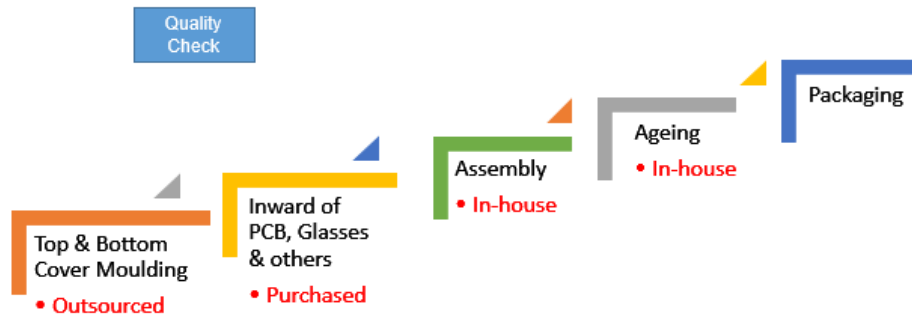 Quality
Check
Top & Bottom
Cover Moulding
• Outsourced
Inward of
PCB, Glasses
& others
• Purchased
Assembly
• In-house
Ageing
• In-house
Packaging